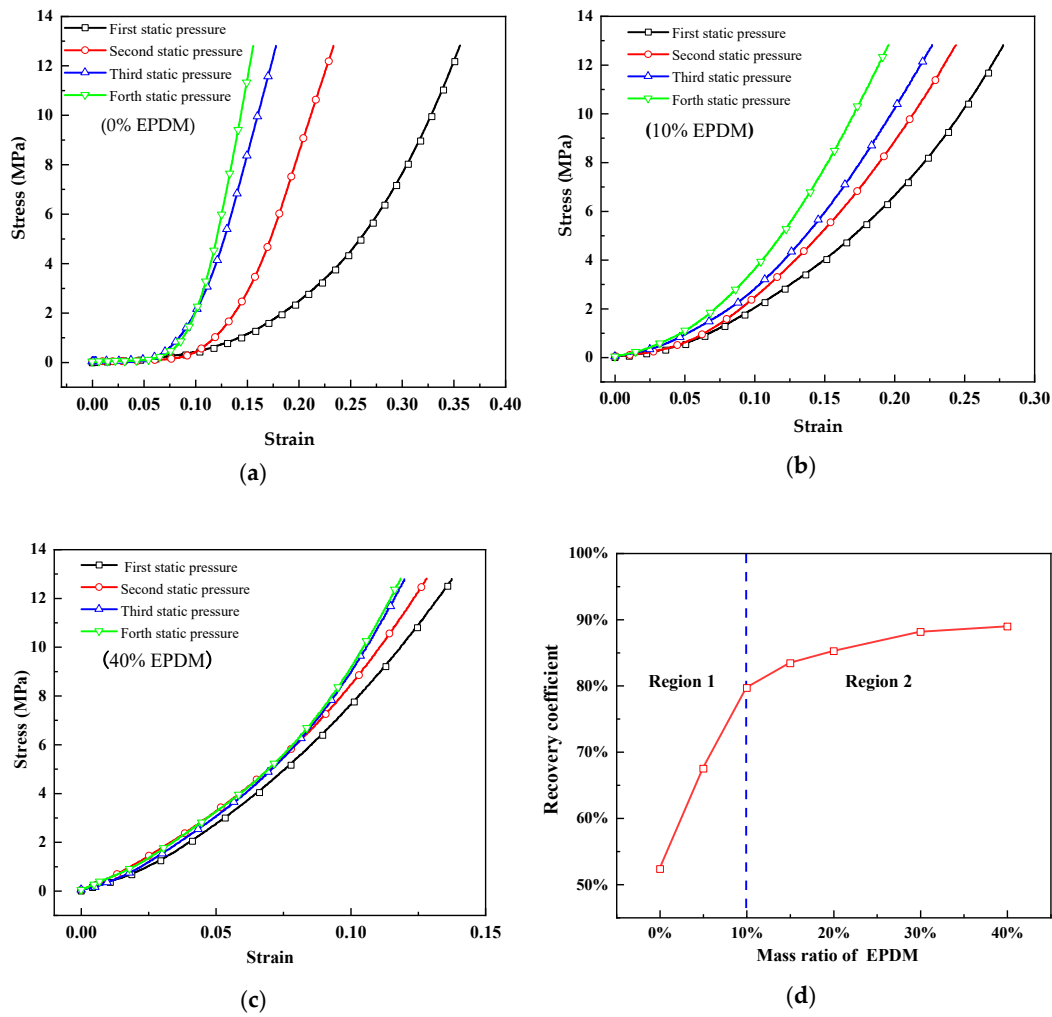 14
12
10
8
6
4
2
0
Stress (MPa)
First static pressure
Second static pressure
Third static pressure
Forth static pressure
(0% EPDM)
0.00 0.05 0.10 0.15 0.20 0.25 0.30 0.35 0.40
Strain
(a)
14
12
10
8
6
4
2
0
Stress (MPa)
First static pressure
Second static pressure
Third static pressure
Forth static pressure
(10% EPDM)
0.00 0.05 0.10 0.15 0.20 0.25 0.30
Strain
(b)
14
12
10
8
6
4
2
0
Stress (MPa)
First static pressure
Second static pressure
Third static pressure
Forth static pressure
(40% EPDM)
0.00 0.05 0.10 0.15
Strain
(c)
100%
90%
80%
70%
60%
50%
Recovery coefficient
Region 1
Region 2
0% 10% 20% 30% 40%
Mass ratio of EPDM
(d)